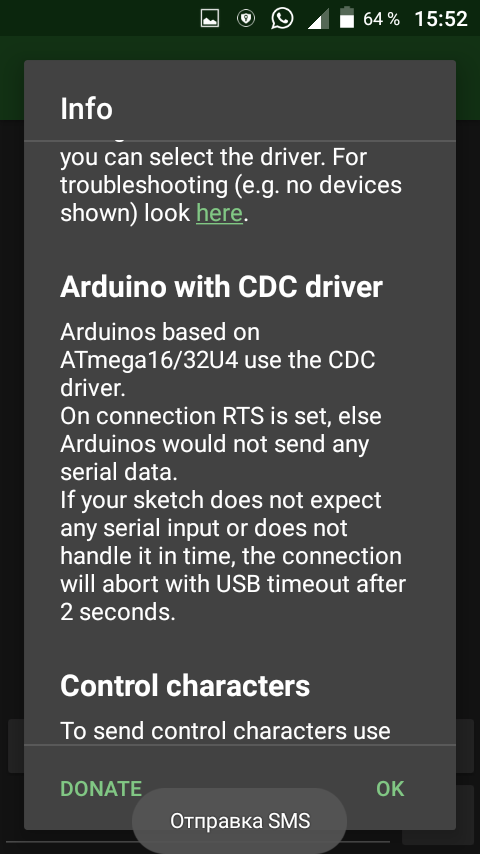 64 % 15:52
Info
you can select the driver. For
troubleshooting (e.g. no devices
shown) look here.
Arduino with CDC driver
Arduinos based on
ATmega16/32U4 use the CDC
driver.
On connection RTS is set, else
Arduinos would not send any
serial data.
If your sketch does not expect
any serial input or does not
handle it in time, the connection
will abort with USB timeout after
2 seconds.
Control characters
To send control characters use
DONATE OK
Отправка SMS